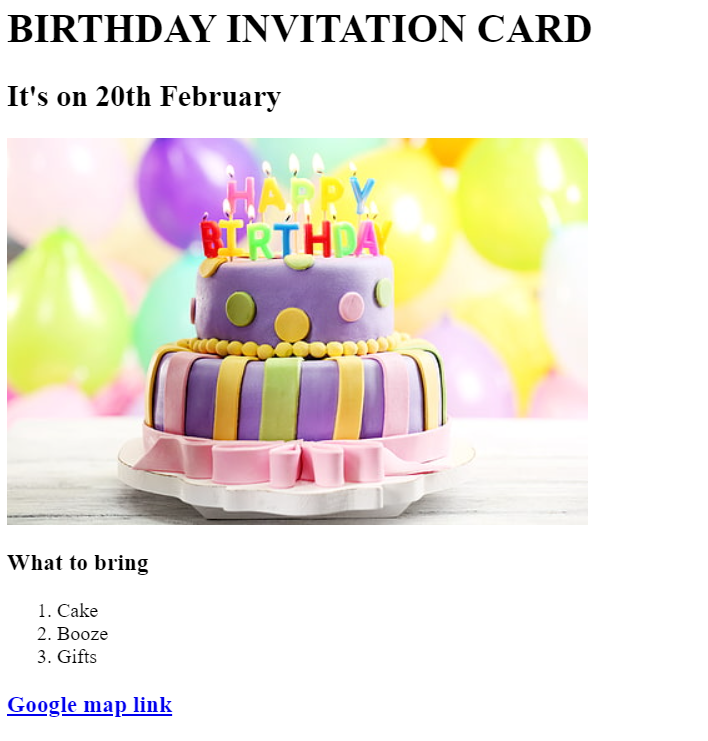 BIRTHDAY INVITATION CARD
It's on 20th February
HAPPY
BIRTHDAY
What to bring
1. Cake
2. Booze
3. Gifts
Google map link